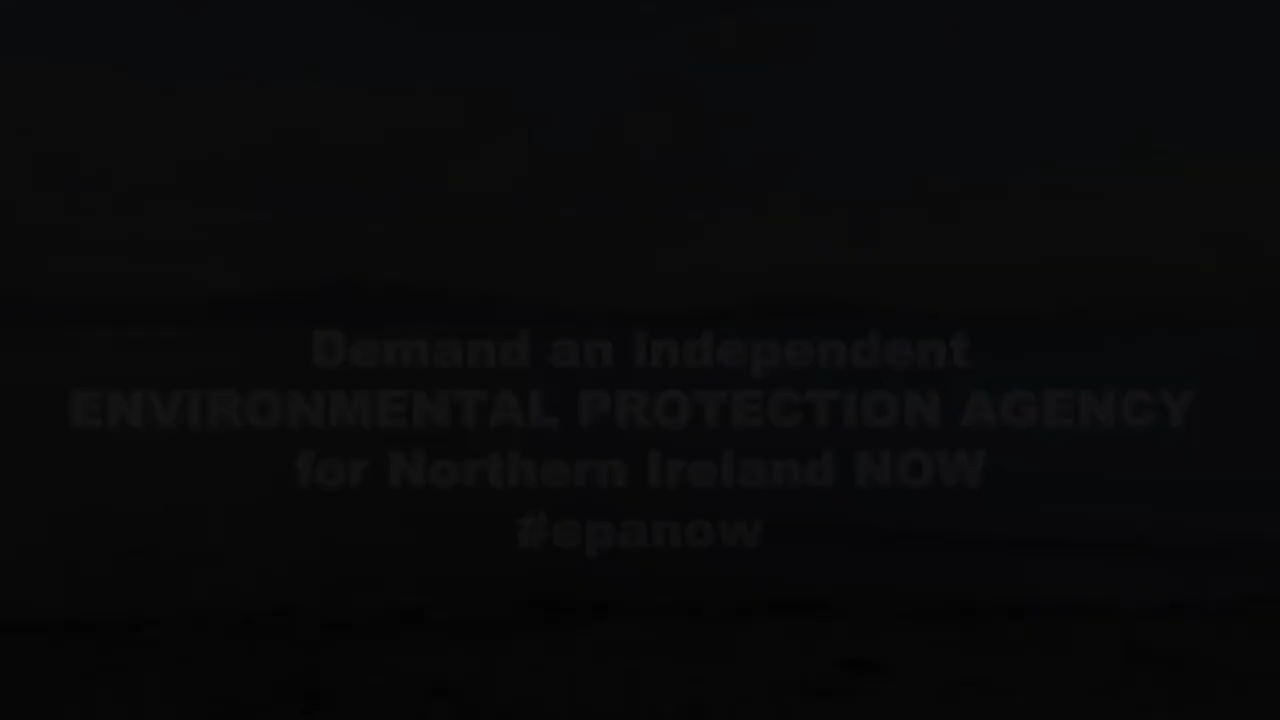 Demand an independent
ENVIRONMENTAL PROTECTION AGENCY
for Northern Ireland NOW
#epanow